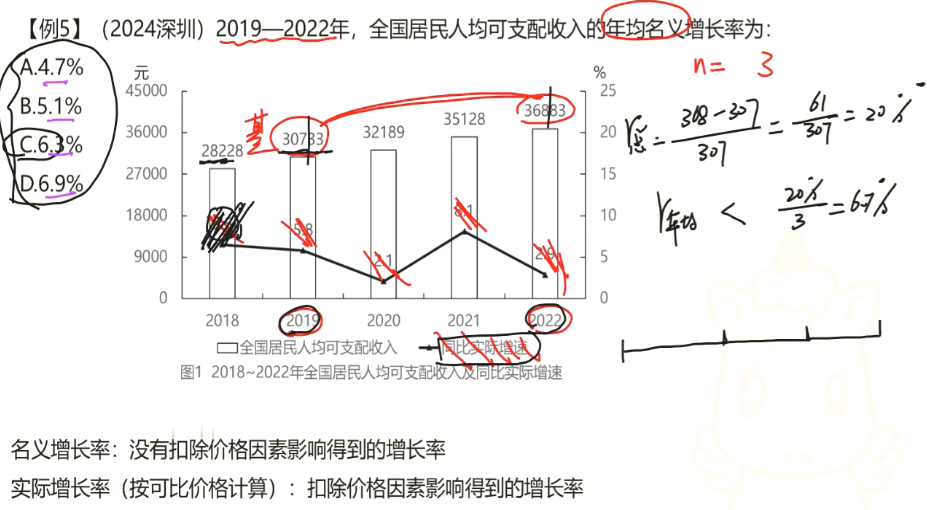 【例5】（2024深圳）2019—2022年，全国居民人均可支配收入的年均名义增长率为：
n= 3
A.4.7%
B.5.1%
C.6.3%
D.6.9%
元
%
45000
36000
27000
18000
9000
0
25
20
15
10
5
0
基
28228
30733
32189
35128
36883
5.8
2.1
8.1
2.9
2018
2019
2020
2021
2022
全国居民人均可支配收入
同比实际增速
图1 2018~2022年全国居民人均可支配收入及同比实际增速
r总= 368-307/307 = 61/307 = 20%
r年均 < 20%/3 = 6.7%
名义增长率：没有扣除价格因素影响得到的增长率
实际增长率（按可比价格计算）：扣除价格因素影响得到的增长率